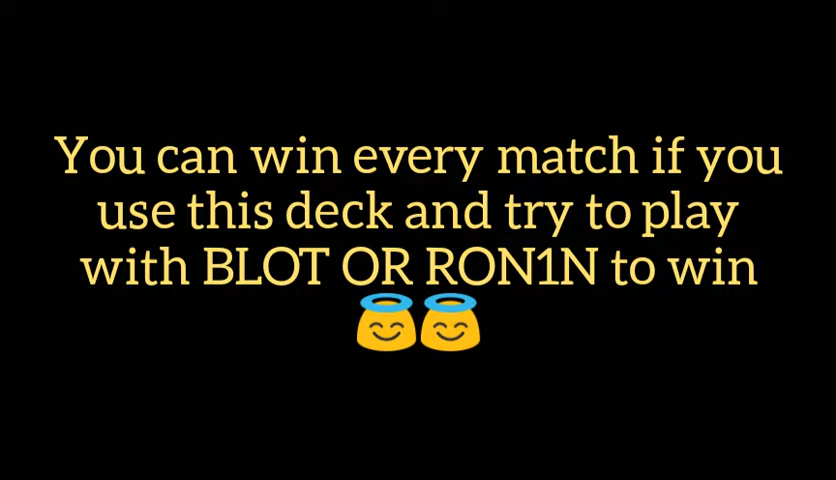 You can win every match if you
use this deck and try to play
with BLOT OR RON1N to win
😇😇